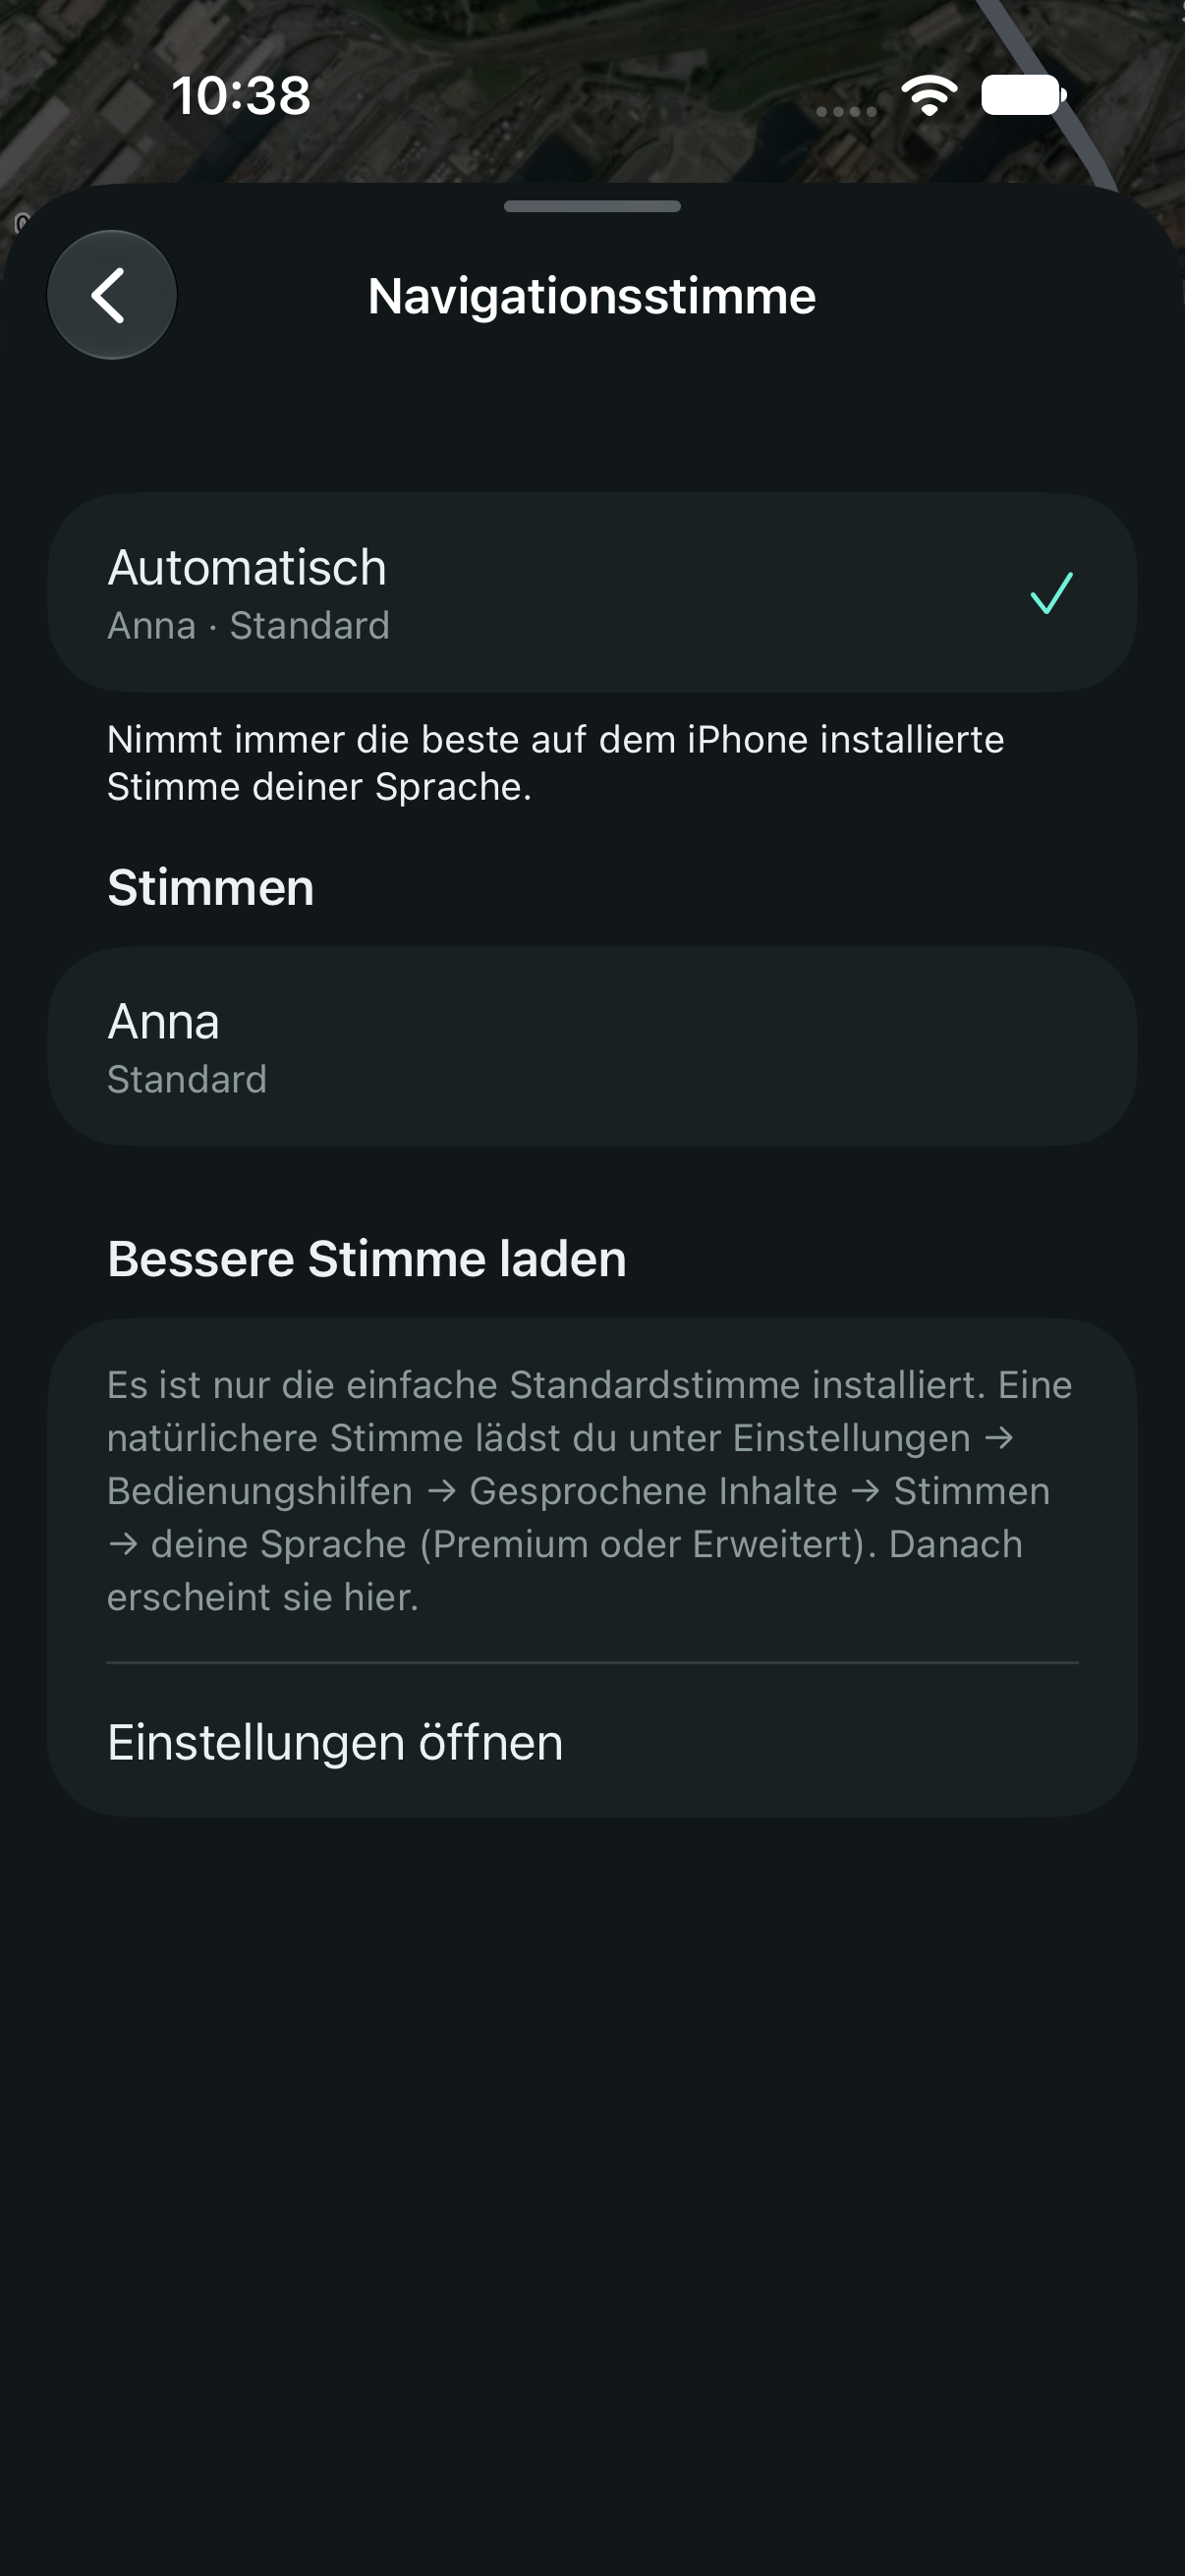 10:38
Navigationsstimme
Automatisch
Anna · Standard
Nimmt immer die beste auf dem iPhone installierte
Stimme deiner Sprache.
Stimmen
Anna
Standard
Bessere Stimme laden
Es ist nur die einfache Standardstimme installiert. Eine
natürlichere Stimme lädst du unter Einstellungen →
Bedienungshilfen → Gesprochene Inhalte → Stimmen
→ deine Sprache (Premium oder Erweitert). Danach
erscheint sie hier.
Einstellungen öffnen